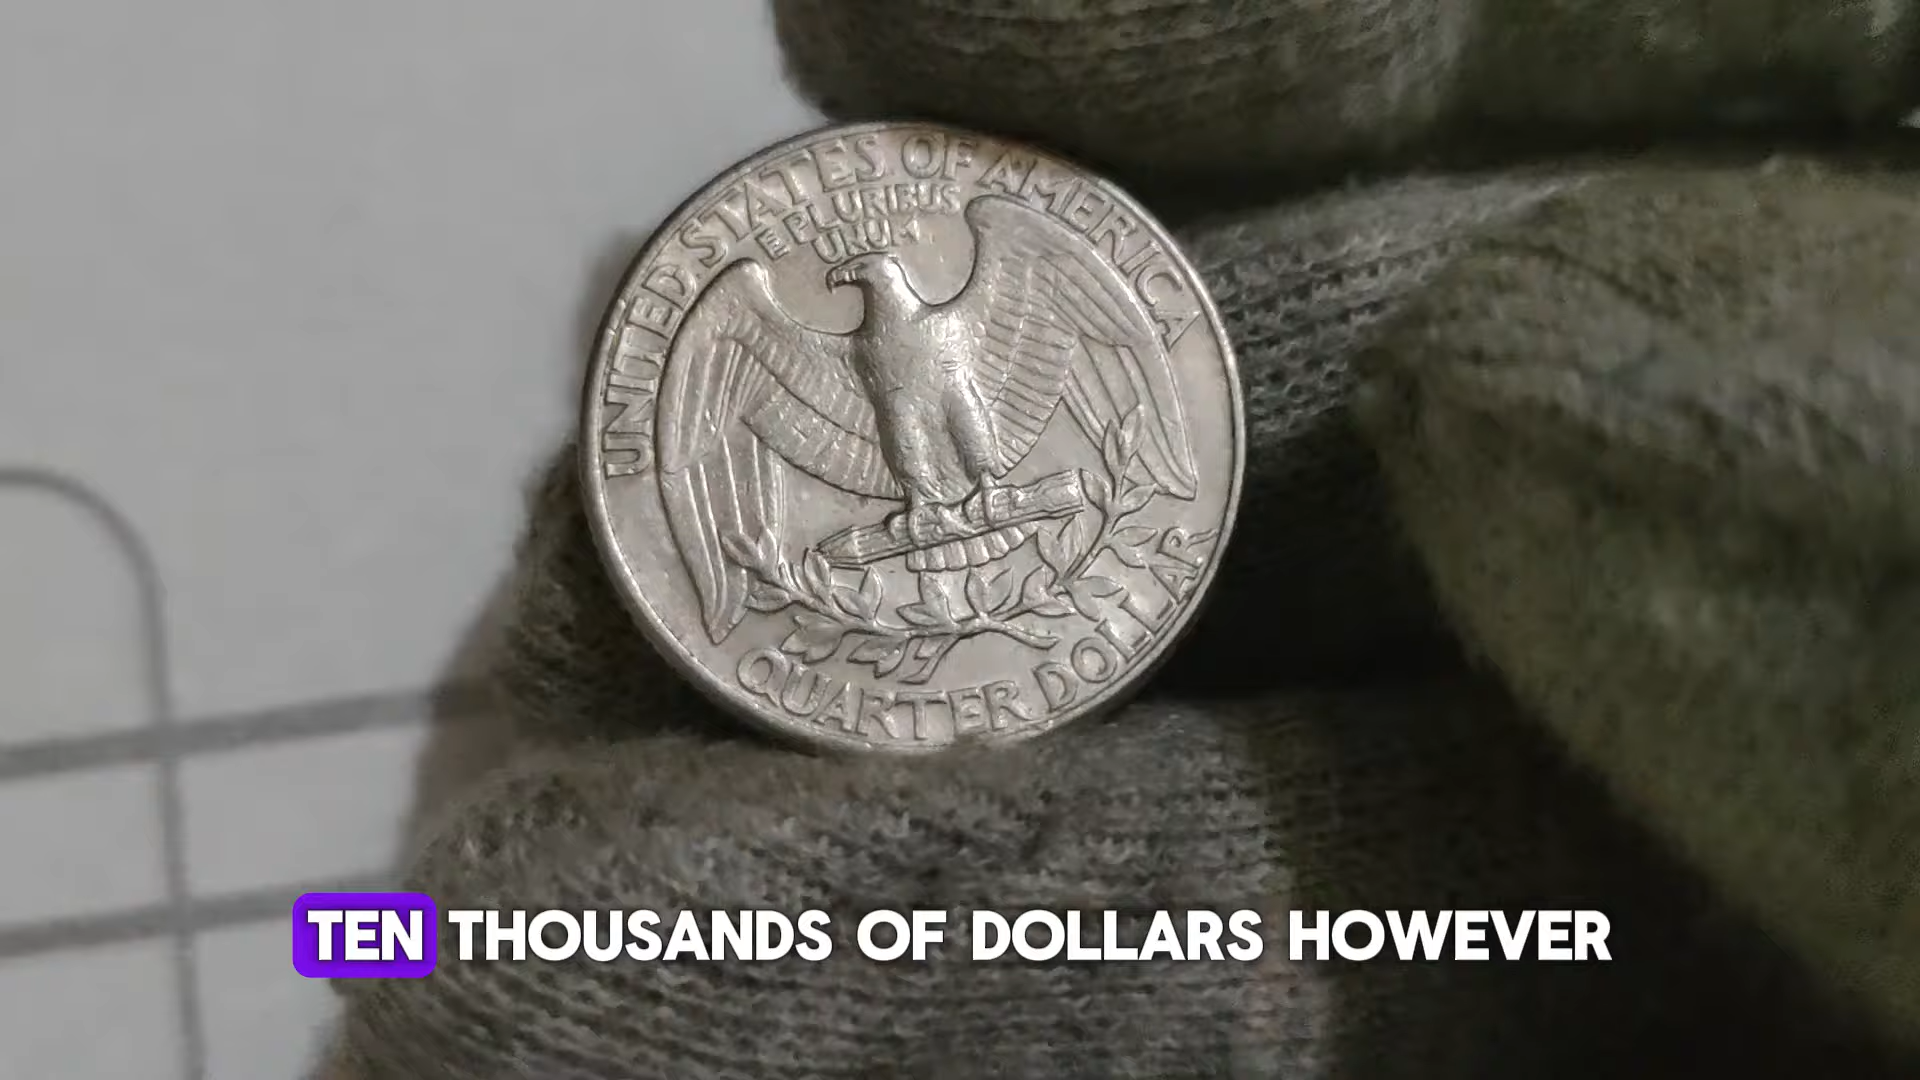 UNITED STATES OF AMERICA
E PLURIBUS
UNUM
QUARTER DOLLAR
TEN THOUSANDS OF DOLLARS HOWEVER